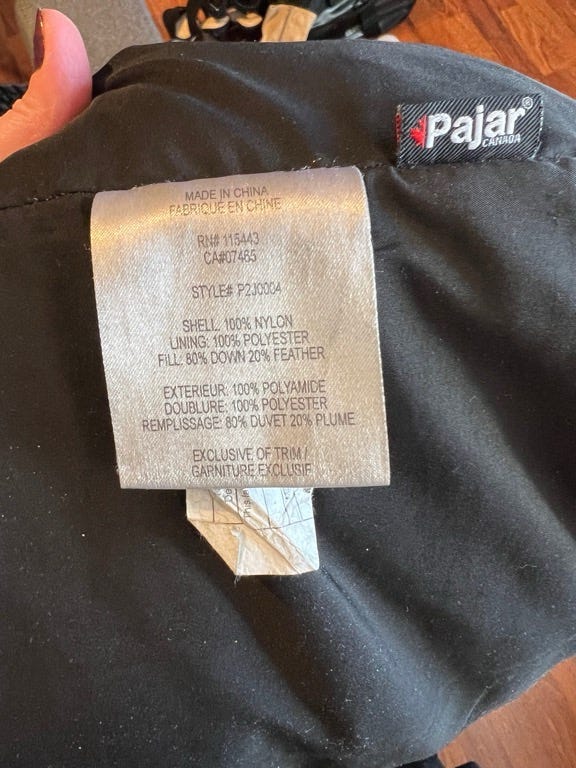 Pajar®
CANADA
MADE IN CHINA
FABRIQUE EN CHINE
RN# 115443
CA#07465
STYLE# P2J0004
SHELL: 100% NYLON
LINING: 100% POLYESTER
FILL: 80% DOWN 20% FEATHER
EXTERIEUR: 100% POLYAMIDE
DOUBLURE: 100% POLYESTER
REMPLISSAGE: 80% DUVET 20% PLUME
EXCLUSIVE OF TRIM /
GARNITURE EXCLUSIF